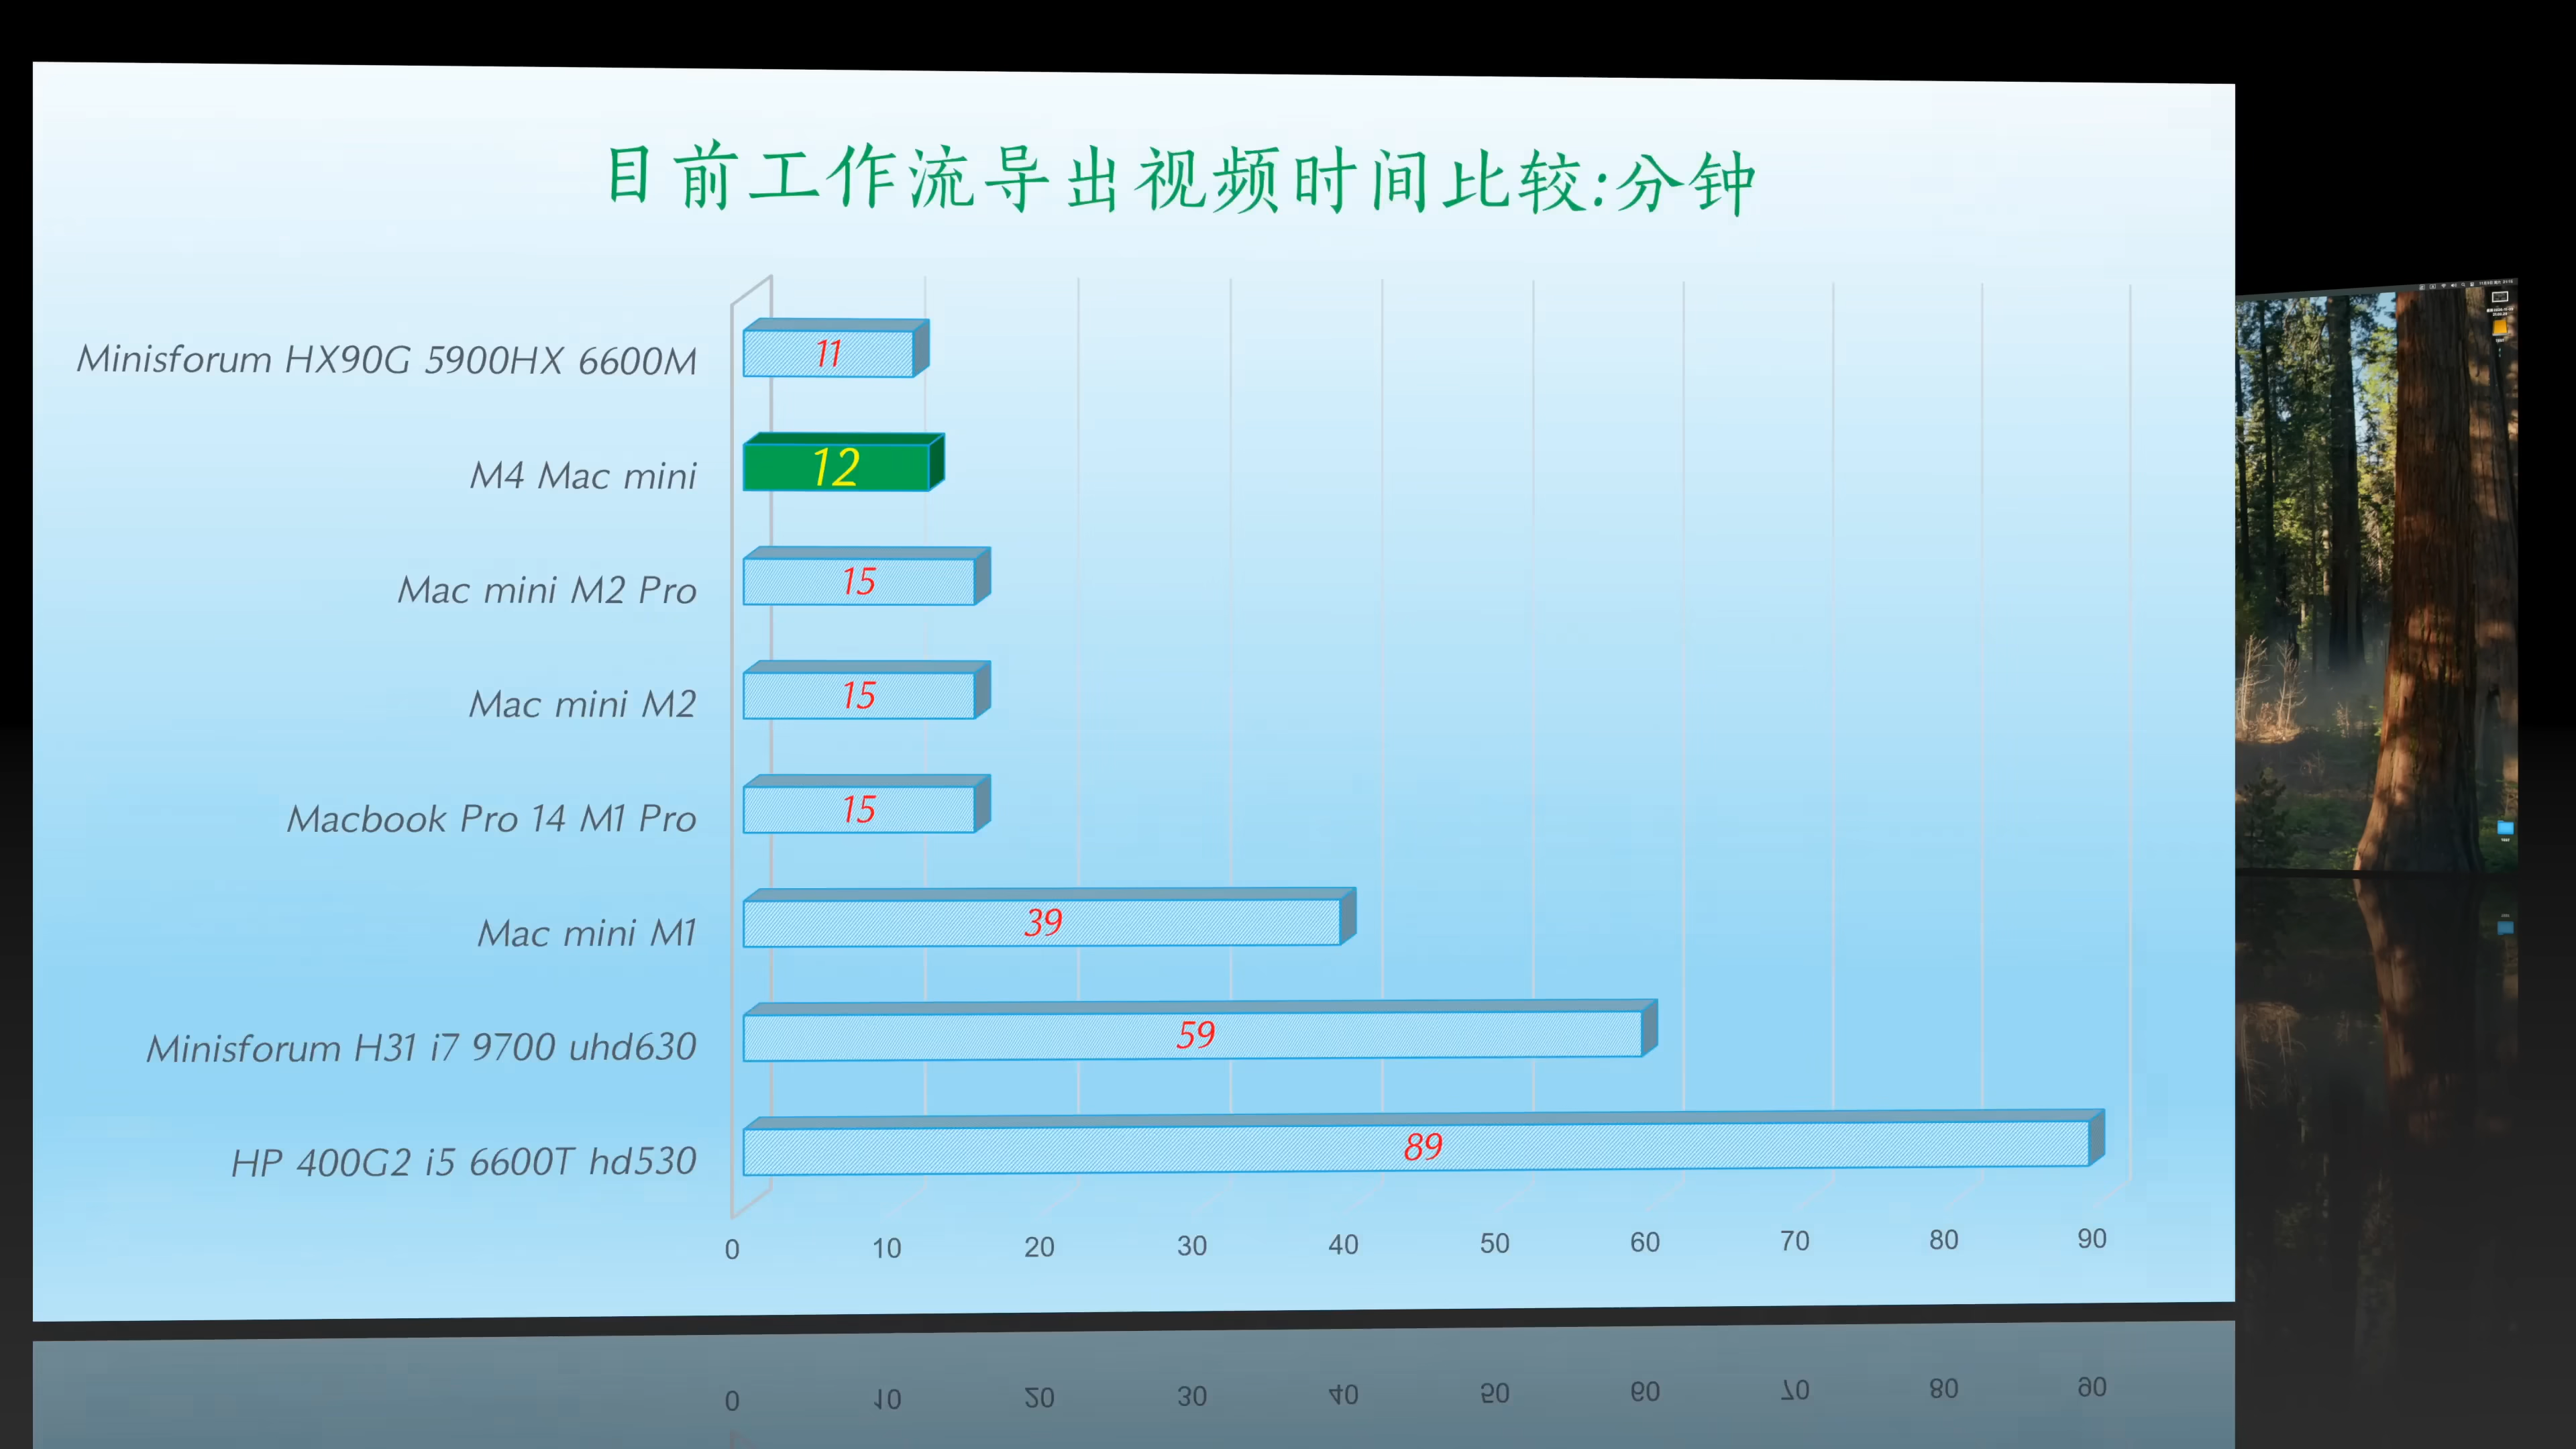 目前工作流导出视频时间比较:分钟
Minisforum HX90G 5900HX 6600M
11
M4 Mac mini
12
Mac mini M2 Pro
15
Mac mini M2
15
Macbook Pro 14 M1 Pro
15
Mac mini M1
39
Minisforum H31 i7 9700 uhd630
59
HP 400G2 i5 6600T hd530
89
0 10 20 30 40 50 60 70 80 90